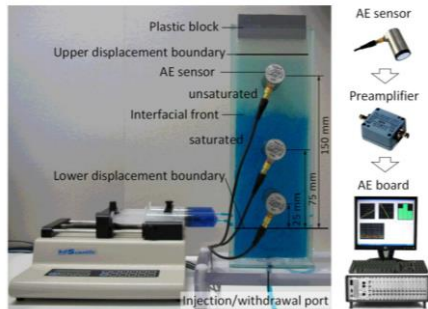 Plastic block
Upper displacement boundary
AE sensor
unsaturated
Interfacial front
saturated
Lower displacement boundary
150 mm
75 mm
25 mm
Injection/withdrawal port
AE sensor
Preamplifier
AE board